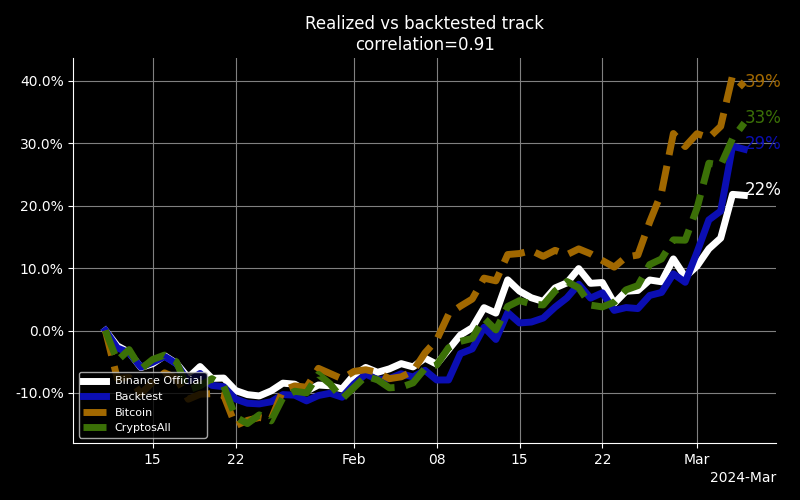 Realized vs backtested track
correlation=0.91
40.0%
30.0%
20.0%
10.0%
0.0%
-10.0%
39%
33%
29%
22%
Binance Official
Backtest
Bitcoin
CryptosAll
15
22
Feb
08
15
22
Mar
2024-Mar